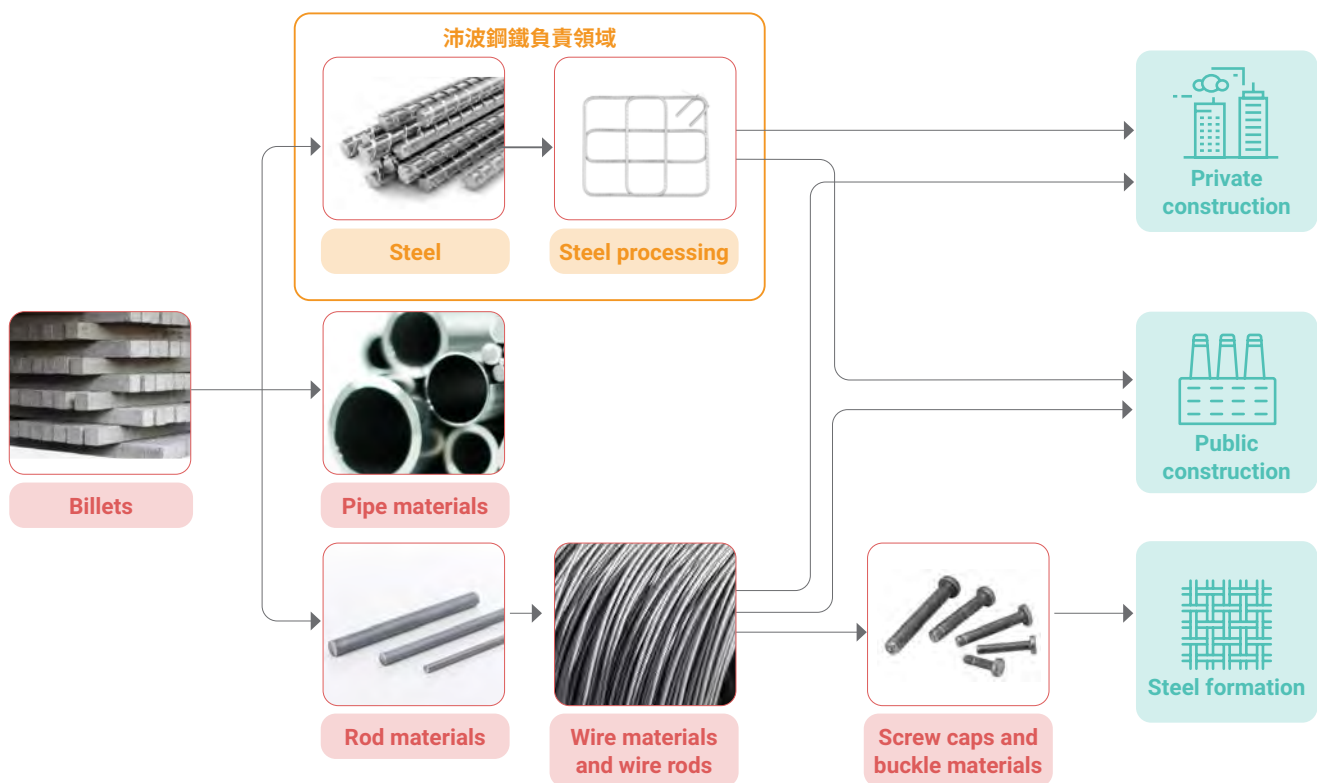 沛波鋼鐵負責領域
Steel
Steel processing
Private
construction
Billets
Pipe materials
Public
construction
Rod materials
Wire materials
and wire rods
Screw caps and
buckle materials
Steel formation